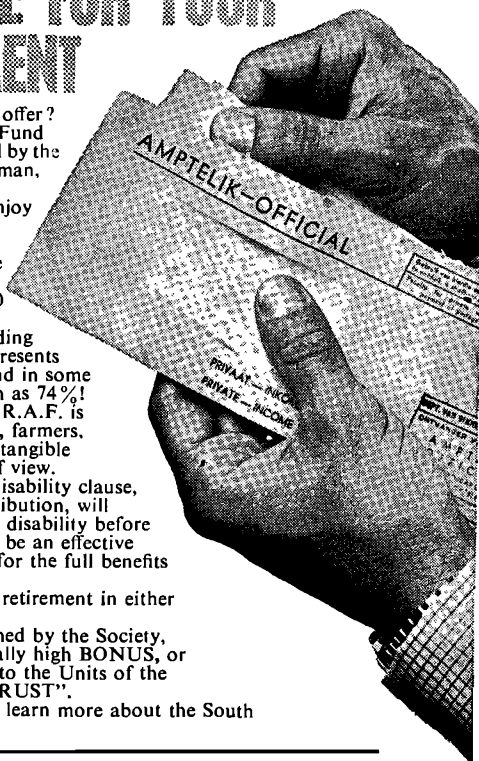 FOR YOUR
offer?
Fund
by the
man,
njoy
ding
resents
nd in some
as 74%!
R.A.F. is
, farmers,
tangible
f view.
isability clause,
ibution, will
disability before
be an effective
for the full benefits
retirement in either
ned by the Society,
ally high BONUS, or
to the Units of the
RUST".
learn more about the South
AMPTELIK—OFFICIAL
PRIVAAT — INKO
PRIVATE — INCOME